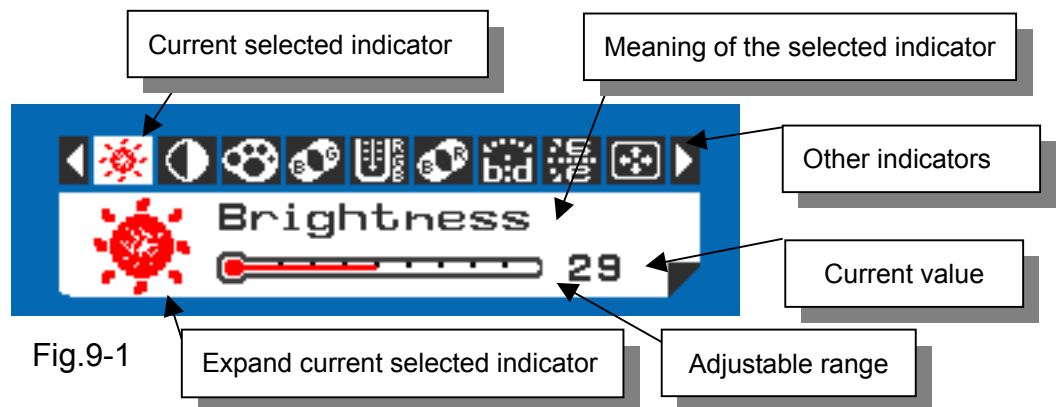 Current selected indicator
Meaning of the selected indicator
B G
R G B
B R
b:d
Other indicators
Brightness
29
Current value
Fig.9-1
Expand current selected indicator
Adjustable range